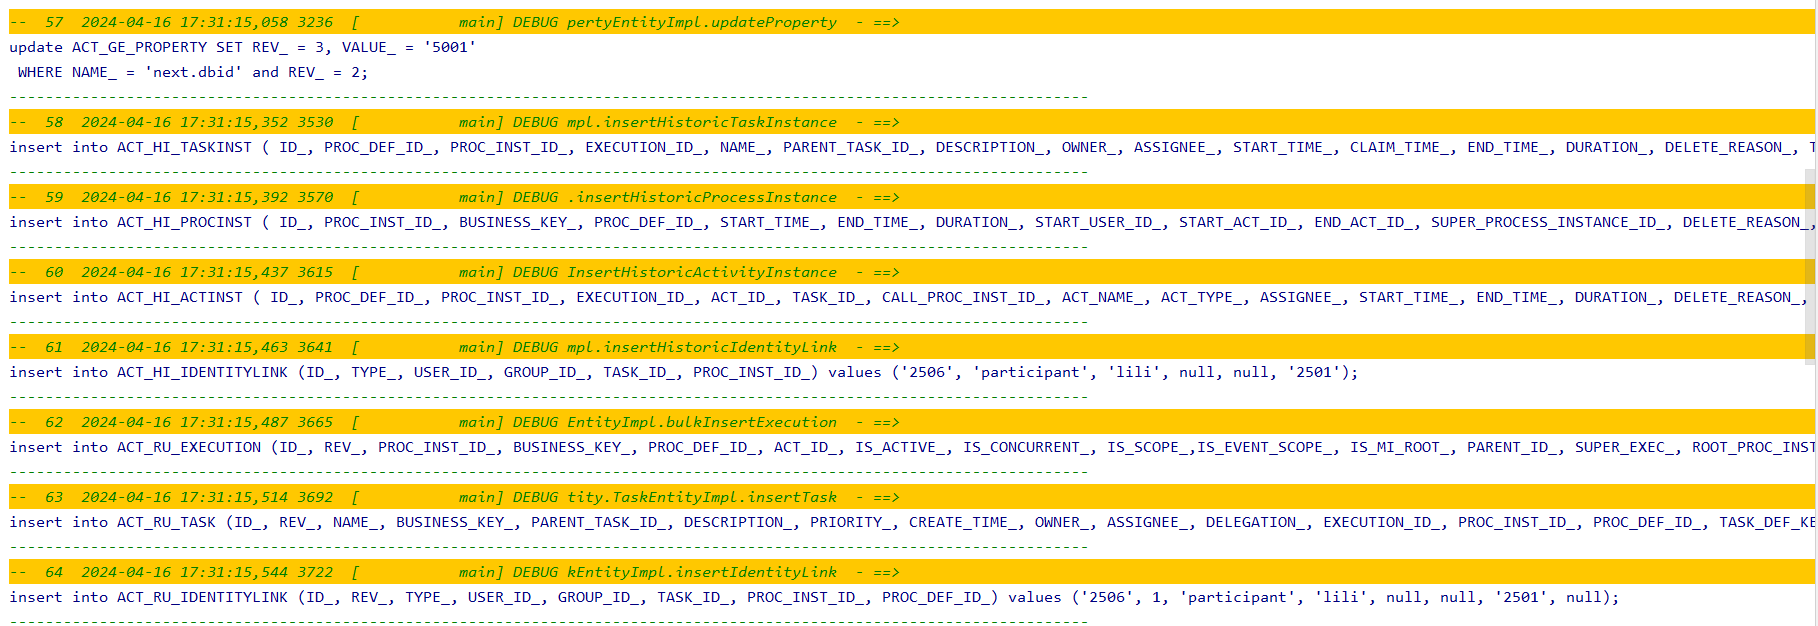 --  57  2024-04-16 17:31:15,058 3236  [           main] DEBUG pertyEntityImpl.updateProperty  - ==>
update ACT_GE_PROPERTY SET REV_ = 3, VALUE_ = '5001'
 WHERE NAME_ = 'next.dbid' and REV_ = 2;
------------------------------------------------------------------------------------------------------------------------
--  58  2024-04-16 17:31:15,352 3530  [           main] DEBUG mpl.insertHistoricTaskInstance  - ==>
insert into ACT_HI_TASKINST ( ID_, PROC_DEF_ID_, PROC_INST_ID_, EXECUTION_ID_, NAME_, PARENT_TASK_ID_, DESCRIPTION_, OWNER_, ASSIGNEE_, START_TIME_, CLAIM_TIME_, END_TIME_, DURATION_, DELETE_REASON_, T
------------------------------------------------------------------------------------------------------------------------
--  59  2024-04-16 17:31:15,392 3570  [           main] DEBUG .insertHistoricProcessInstance  - ==>
insert into ACT_HI_PROCINST ( ID_, PROC_INST_ID_, BUSINESS_KEY_, PROC_DEF_ID_, START_TIME_, END_TIME_, DURATION_, START_USER_ID_, START_ACT_ID_, END_ACT_ID_, SUPER_PROCESS_INSTANCE_ID_, DELETE_REASON_,
------------------------------------------------------------------------------------------------------------------------
--  60  2024-04-16 17:31:15,437 3615  [           main] DEBUG InsertHistoricActivityInstance  - ==>
insert into ACT_HI_ACTINST ( ID_, PROC_DEF_ID_, PROC_INST_ID_, EXECUTION_ID_, ACT_ID_, TASK_ID_, CALL_PROC_INST_ID_, ACT_NAME_, ACT_TYPE_, ASSIGNEE_, START_TIME_, END_TIME_, DURATION_, DELETE_REASON_,
------------------------------------------------------------------------------------------------------------------------
--  61  2024-04-16 17:31:15,463 3641  [           main] DEBUG mpl.insertHistoricIdentityLink  - ==>
insert into ACT_HI_IDENTITYLINK (ID_, TYPE_, USER_ID_, GROUP_ID_, TASK_ID_, PROC_INST_ID_) values ('2506', 'participant', 'lili', null, null, '2501');
------------------------------------------------------------------------------------------------------------------------
--  62  2024-04-16 17:31:15,487 3665  [           main] DEBUG EntityImpl.bulkInsertExecution  - ==>
insert into ACT_RU_EXECUTION (ID_, REV_, PROC_INST_ID_, BUSINESS_KEY_, PROC_DEF_ID_, ACT_ID_, IS_ACTIVE_, IS_CONCURRENT_, IS_SCOPE_,IS_EVENT_SCOPE_, IS_MI_ROOT_, PARENT_ID_, SUPER_EXEC_, ROOT_PROC_INST
------------------------------------------------------------------------------------------------------------------------
--  63  2024-04-16 17:31:15,514 3692  [           main] DEBUG tity.TaskEntityImpl.insertTask  - ==>
insert into ACT_RU_TASK (ID_, REV_, NAME_, BUSINESS_KEY_, PARENT_TASK_ID_, DESCRIPTION_, PRIORITY_, CREATE_TIME_, OWNER_, ASSIGNEE_, DELEGATION_, EXECUTION_ID_, PROC_INST_ID_, PROC_DEF_ID_, TASK_DEF_KE
------------------------------------------------------------------------------------------------------------------------
--  64  2024-04-16 17:31:15,544 3722  [           main] DEBUG kEntityImpl.insertIdentityLink  - ==>
insert into ACT_RU_IDENTITYLINK (ID_, REV_, TYPE_, USER_ID_, GROUP_ID_, TASK_ID_, PROC_INST_ID_, PROC_DEF_ID_) values ('2506', 1, 'participant', 'lili', null, null, '2501', null);
------------------------------------------------------------------------------------------------------------------------